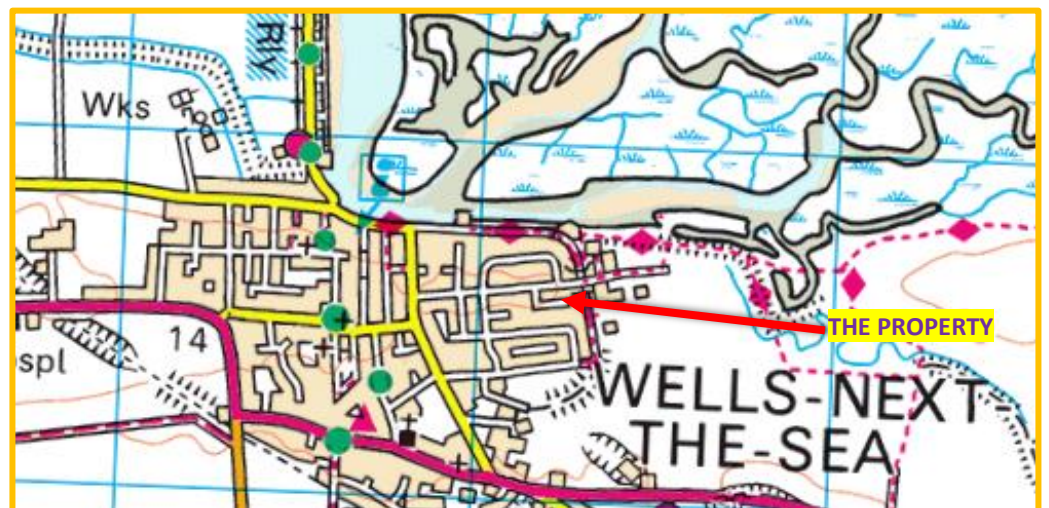 Rly
Wks
THE PROPERTY
14
spl
WELLS-NEXT-
THE-SEA